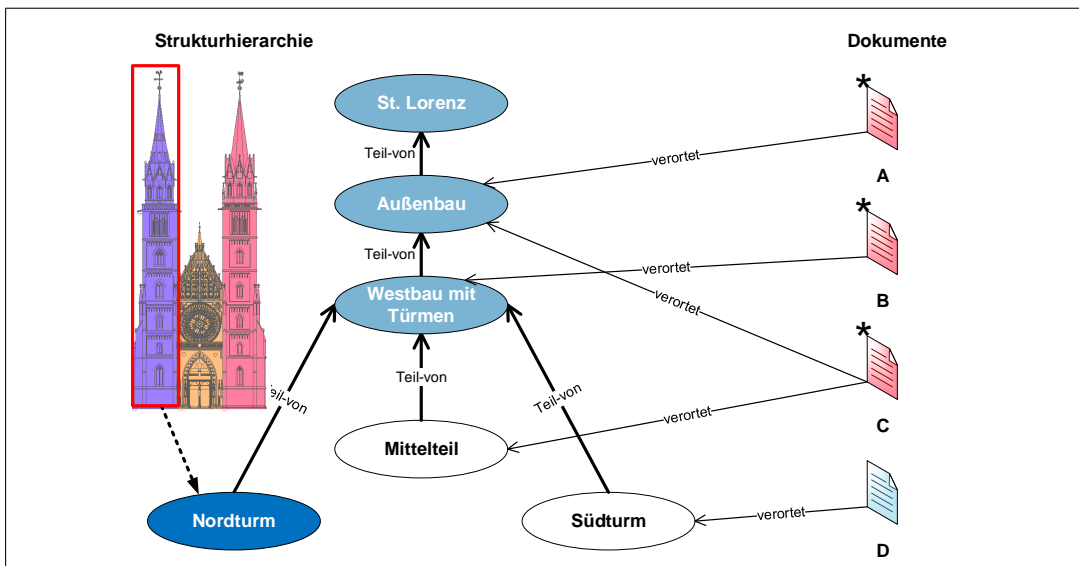 Strukturhierarchie
Dokumente
St. Lorenz
*
Teil-von
verortet
A
Außenbau
*
Teil-von
verortet
B
Westbau mit
Türmen
verortet
*
Teil-von
Teil-von
Teil-von
verortet
C
Mittelteil
Nordturm
Südturm
verortet
D